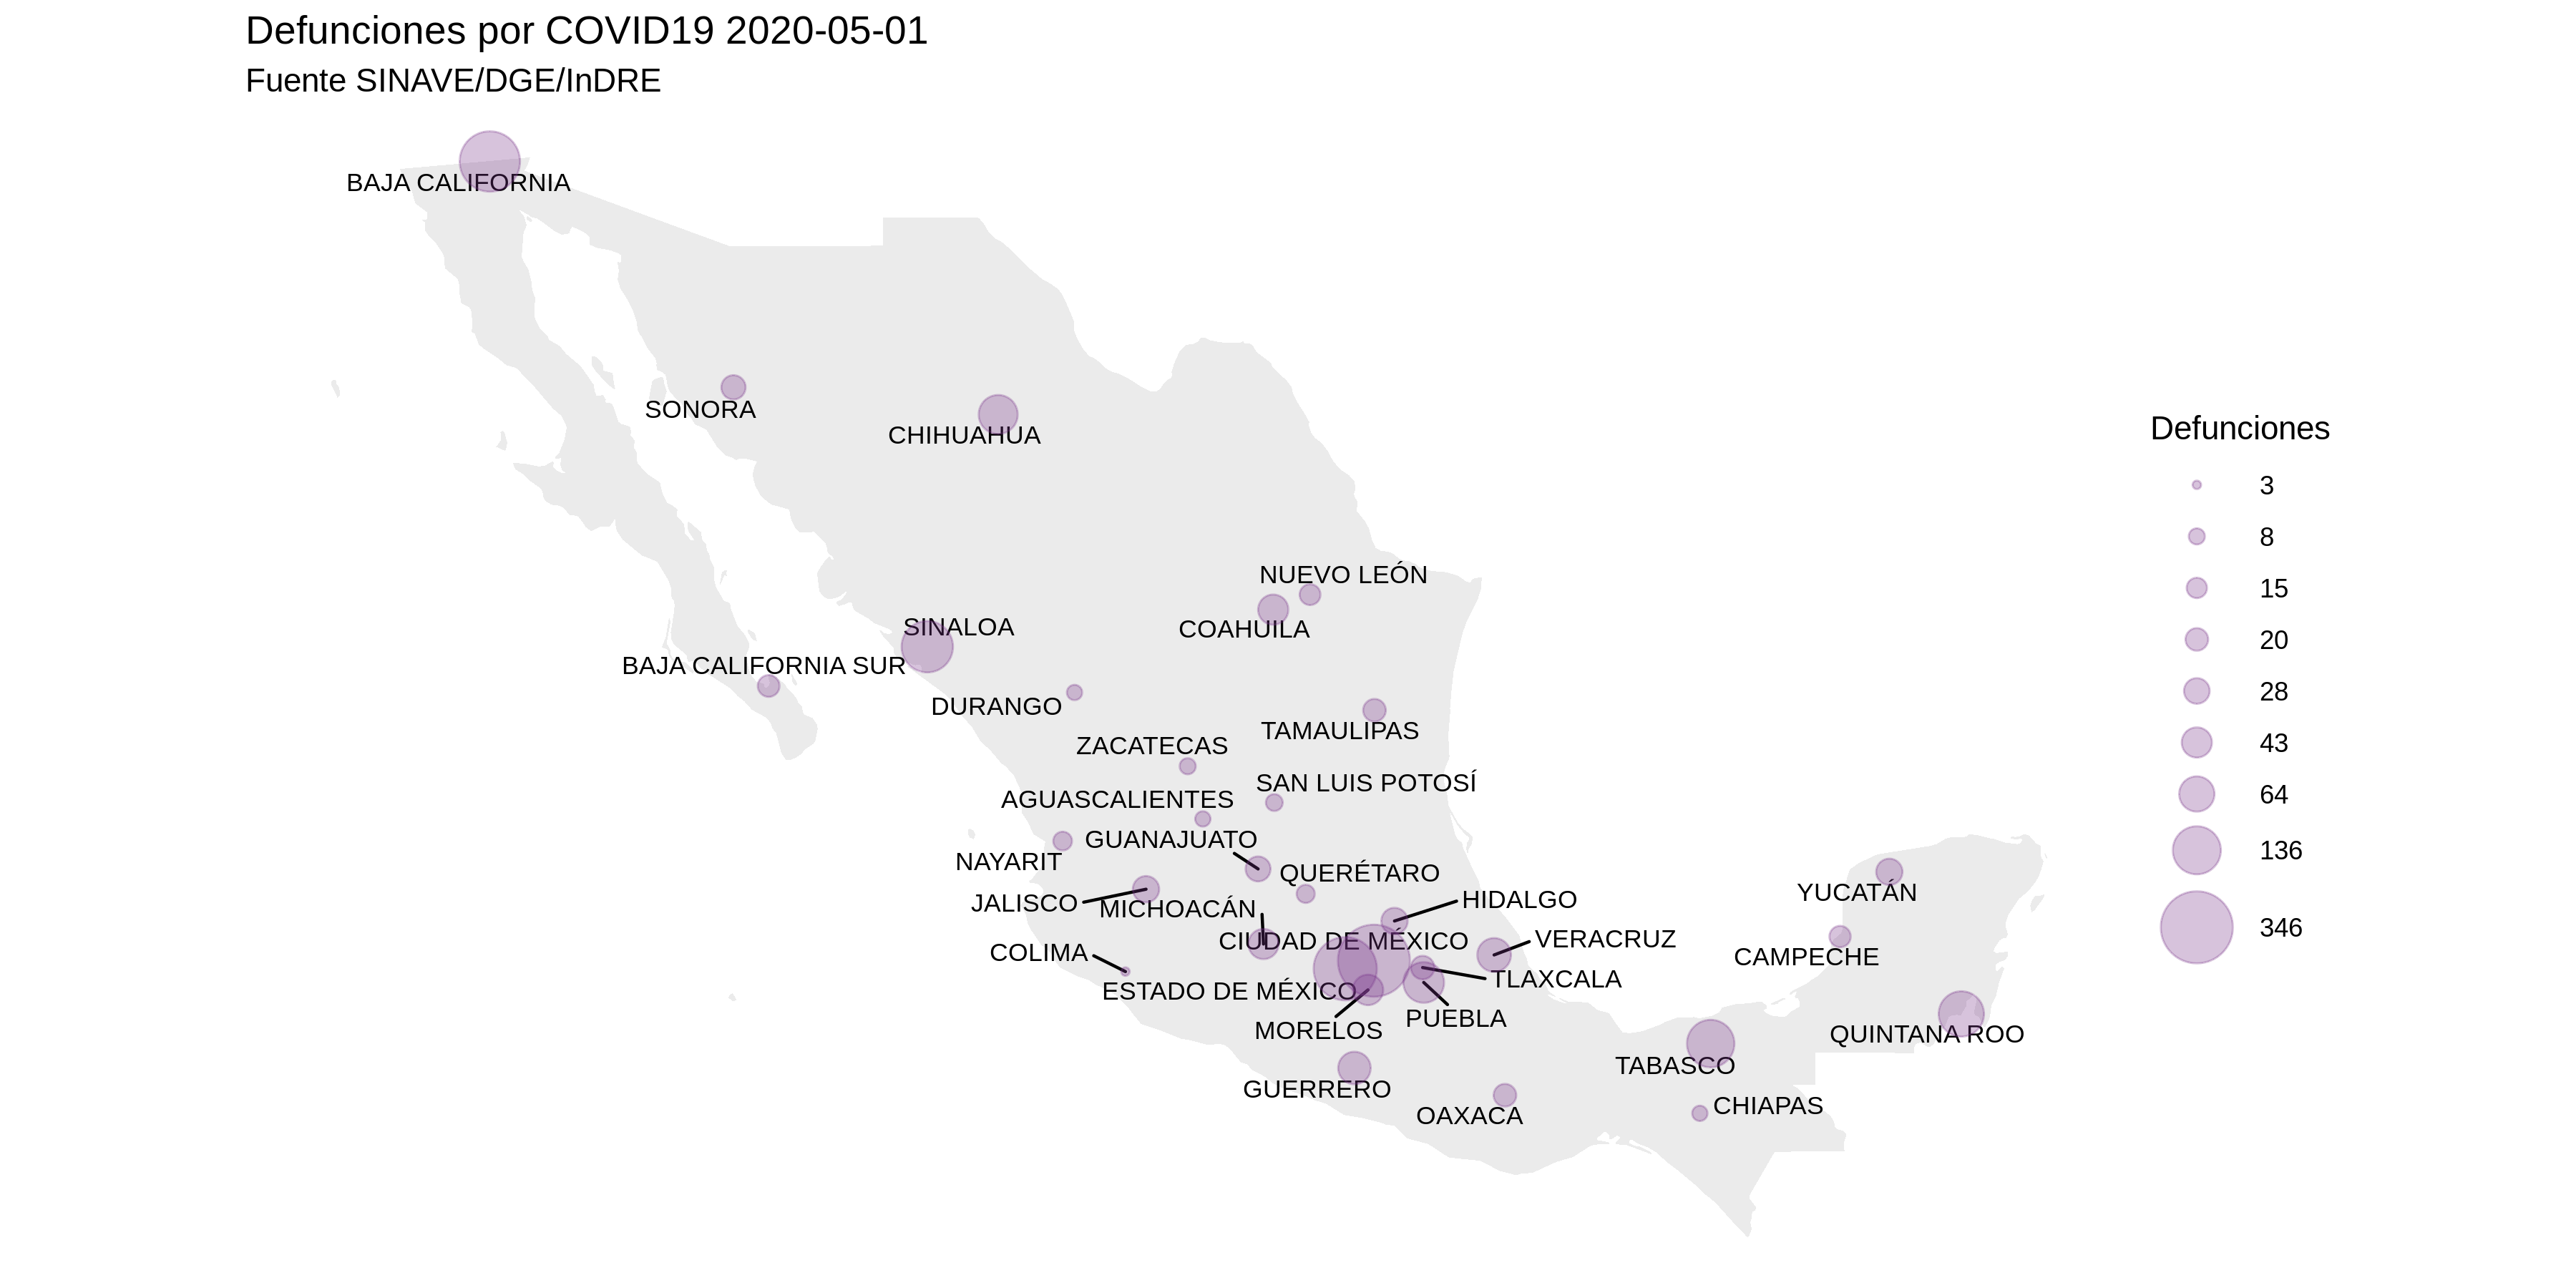 Defunciones por COVID19 2020-05-01
Fuente SINAVE/DGE/InDRE
BAJA CALIFORNIA
SONORA
CHIHUAHUA
NUEVO LEÓN
COAHUILA
SINALOA
BAJA CALIFORNIA SUR
DURANGO
TAMAULIPAS
ZACATECAS
SAN LUIS POTOSÍ
AGUASCALIENTES
GUANAJUATO
NAYARIT
QUERÉTARO
JALISCO
MICHOACÁN
HIDALGO
CIUDAD DE MÉXICO
VERACRUZ
COLIMA
TLAXCALA
ESTADO DE MÉXICO
PUEBLA
MORELOS
GUERRERO
OAXACA
YUCATÁN
CAMPECHE
QUINTANA ROO
TABASCO
CHIAPAS
Defunciones
3
8
15
20
28
43
64
136
346